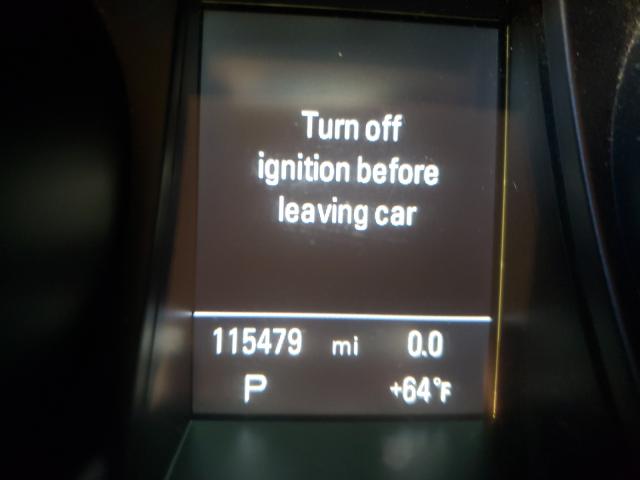 Turn off
ignition before
leaving car
115479 mi 0.0
P +64°F